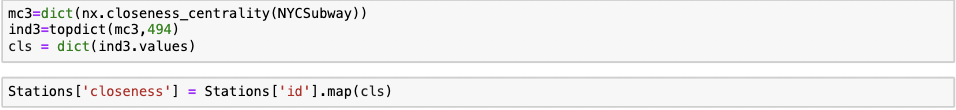 mc3=dict(nx.closeness_centrality(NYCSubway))
ind3=topdict(mc3,494)
cls = dict(ind3.values)
Stations['closeness'] = Stations['id'].map(cls)